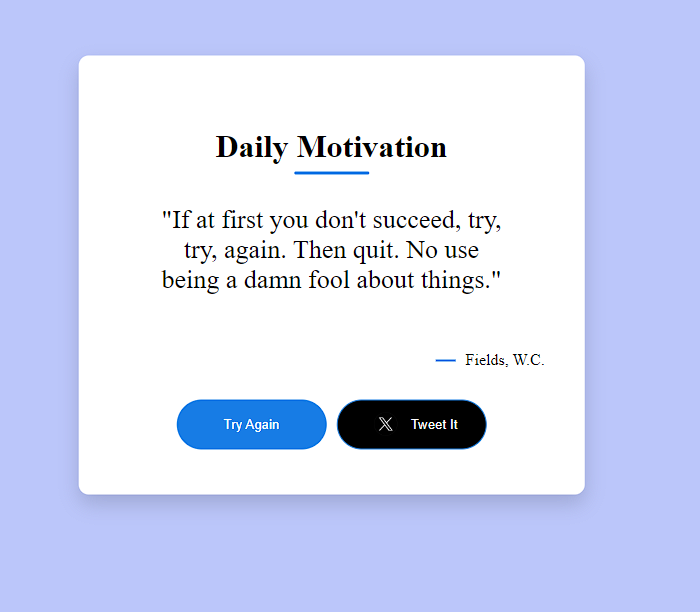 Daily Motivation
"If at first you don't succeed, try,
try, again. Then quit. No use
being a damn fool about things."
Fields, W.C.
Try Again
Tweet It